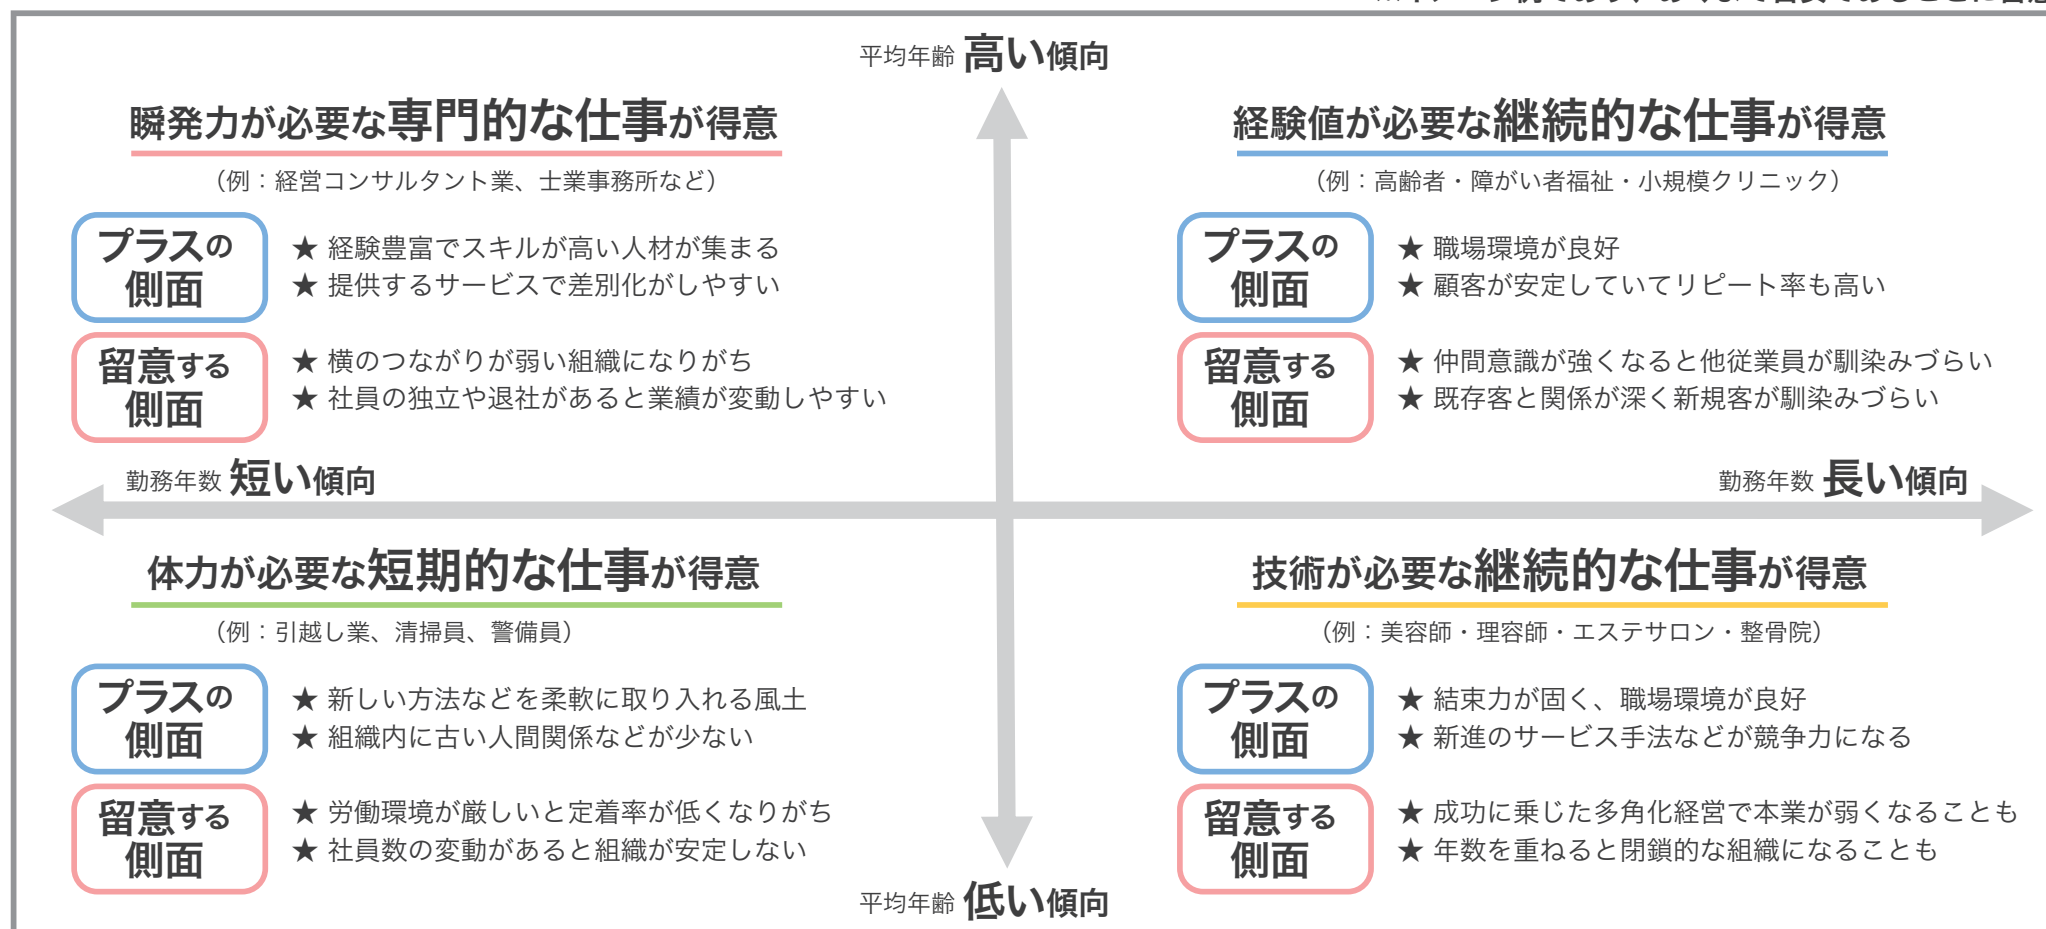 平均年齢 高い傾向
瞬発力が必要な専門的な仕事が得意
（例：経営コンサルタント業、士業事務所など）
プラスの
側面
★ 経験豊富でスキルが高い人材が集まる
★ 提供するサービスで差別化がしやすい
留意する
側面
★ 横のつながりが弱い組織になりがち
★ 社員の独立や退社があると業績が変動しやすい
経験値が必要な継続的な仕事が得意
（例：高齢者・障がい者福祉・小規模クリニック）
プラスの
側面
★ 職場環境が良好
★ 顧客が安定していてリピート率も高い
留意する
側面
★ 仲間意識が強くなると他従業員が馴染みづらい
★ 既存客と関係が深く新規客が馴染みづらい
勤務年数 短い傾向
勤務年数 長い傾向
体力が必要な短期的な仕事が得意
（例：引越し業、清掃員、警備員）
プラスの
側面
★ 新しい方法などを柔軟に取り入れる風土
★ 組織内に古い人間関係などが少ない
留意する
側面
★ 労働環境が厳しいと定着率が低くなりがち
★ 社員数の変動があると組織が安定しない
技術が必要な継続的な仕事が得意
（例：美容師・理容師・エステサロン・整骨院）
プラスの
側面
★ 結束力が固く、職場環境が良好
★ 新進のサービス手法などが競争力になる
留意する
側面
★ 成功に乗じた多角化経営で本業が弱くなることも
★ 年数を重ねると閉鎖的な組織になることも
平均年齢 低い傾向